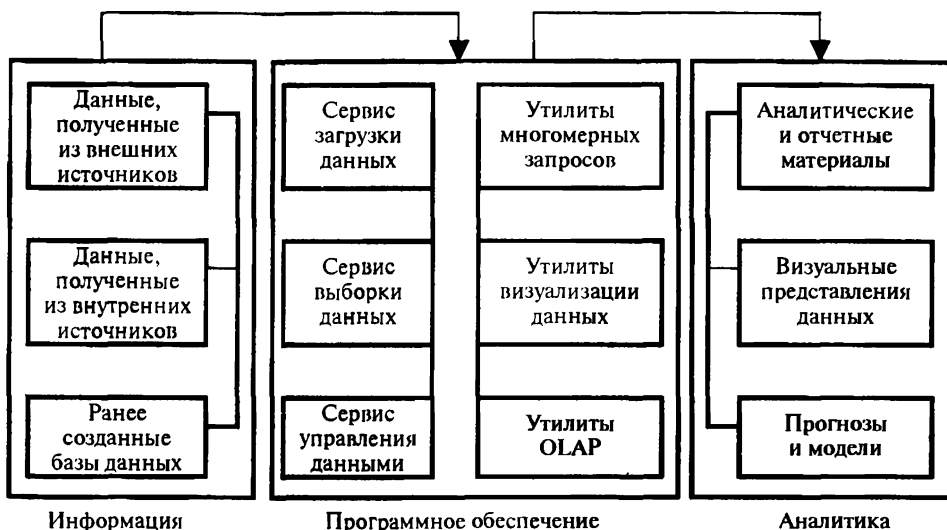 Данные,
полученные
из внешних
источников
Данные,
полученные
из внутренних
источников
Ранее
созданные
базы данных
Сервис
загрузки
данных
Сервис
выборки
данных
Сервис
управления
данными
Утилиты
многомерных
запросов
Утилиты
визуализации
данных
Утилиты
OLAP
Аналитические
и отчетные
материалы
Визуальные
представления
данных
Прогнозы
и модели
Информация
Программное обеспечение
Аналитика